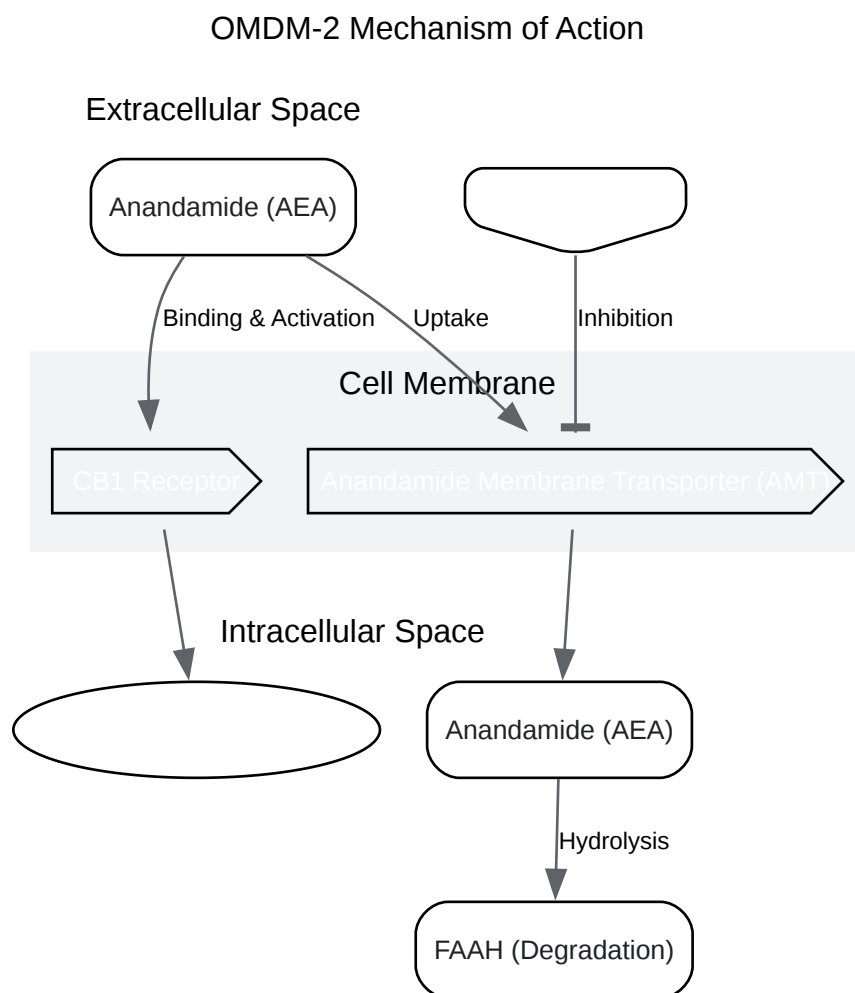 OMDM-2 Mechanism of Action
Extracellular Space
Anandamide (AEA)
Binding & Activation
Uptake
Inhibition
Cell Membrane
CB1 Receptor
Anandamide Membrane Transporter (AMT)
Intracellular Space
Anandamide (AEA)
Hydrolysis
FAAH (Degradation)